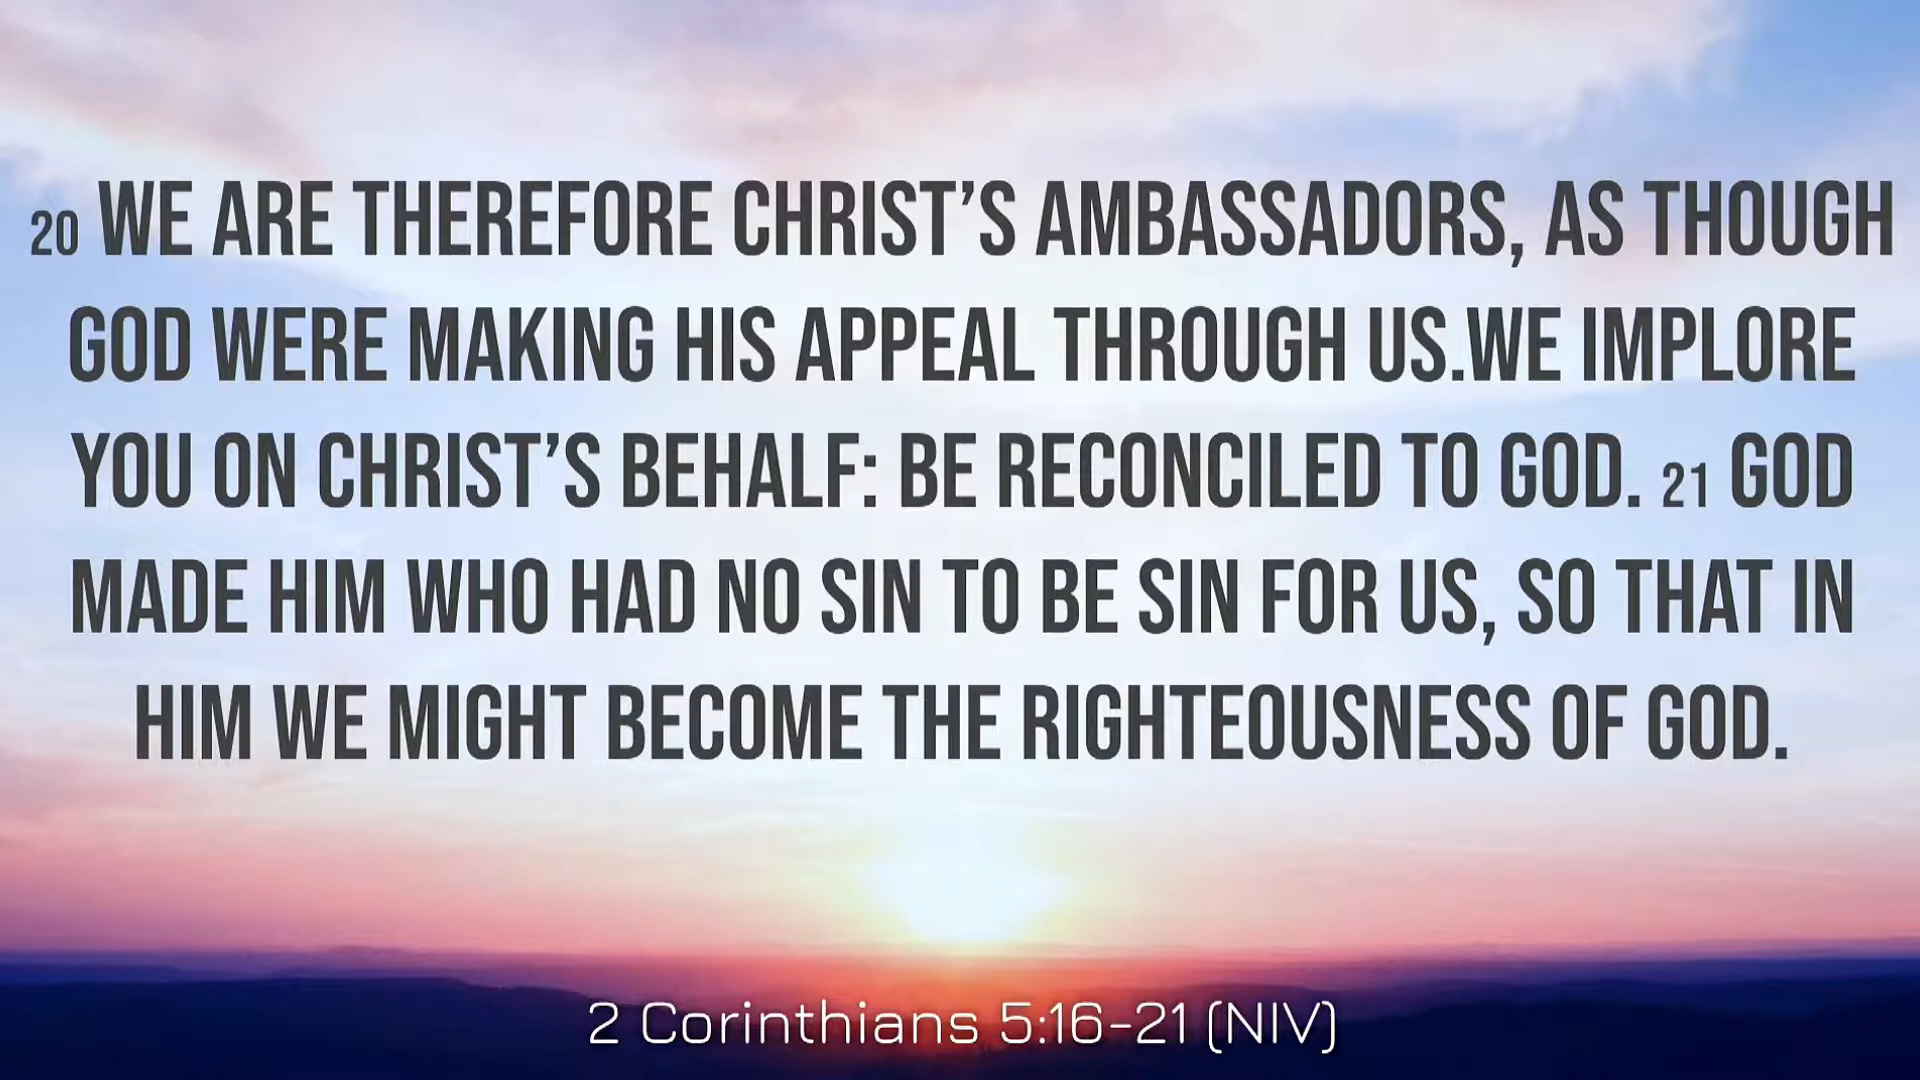 20 WE ARE THEREFORE CHRIST’S AMBASSADORS, AS THOUGH
GOD WERE MAKING HIS APPEAL THROUGH US.WE IMPLORE
YOU ON CHRIST’S BEHALF: BE RECONCILED TO GOD. 21 GOD
MADE HIM WHO HAD NO SIN TO BE SIN FOR US, SO THAT IN
HIM WE MIGHT BECOME THE RIGHTEOUSNESS OF GOD.
2 Corinthians 5:16-21 (NIV)